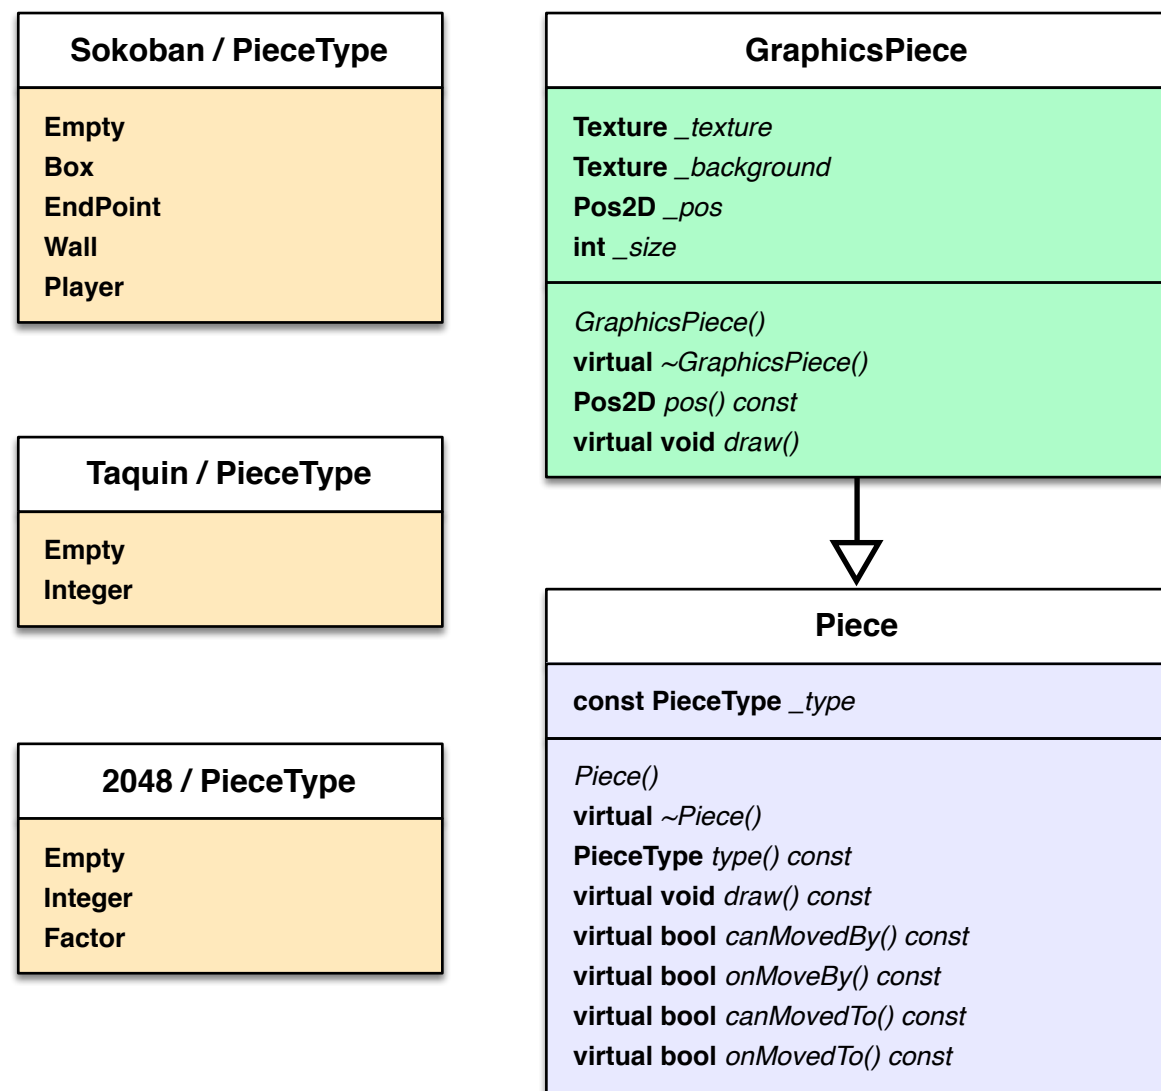 Sokoban / PieceType
Empty
Box
EndPoint
Wall
Player
Taquin / PieceType
Empty
Integer
2048 / PieceType
Empty
Integer
Factor
GraphicsPiece
Texture _texture
Texture _background
Pos2D _pos
int _size
GraphicsPiece()
virtual ~GraphicsPiece()
Pos2D pos() const
virtual void draw()
Piece
const PieceType _type
Piece()
virtual ~Piece()
PieceType type() const
virtual void draw() const
virtual bool canMovedBy() const
virtual bool onMoveBy() const
virtual bool canMovedTo() const
virtual bool onMovedTo() const